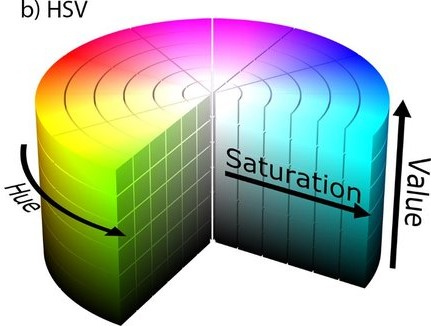 b) HSV
Saturation
Hue
Value